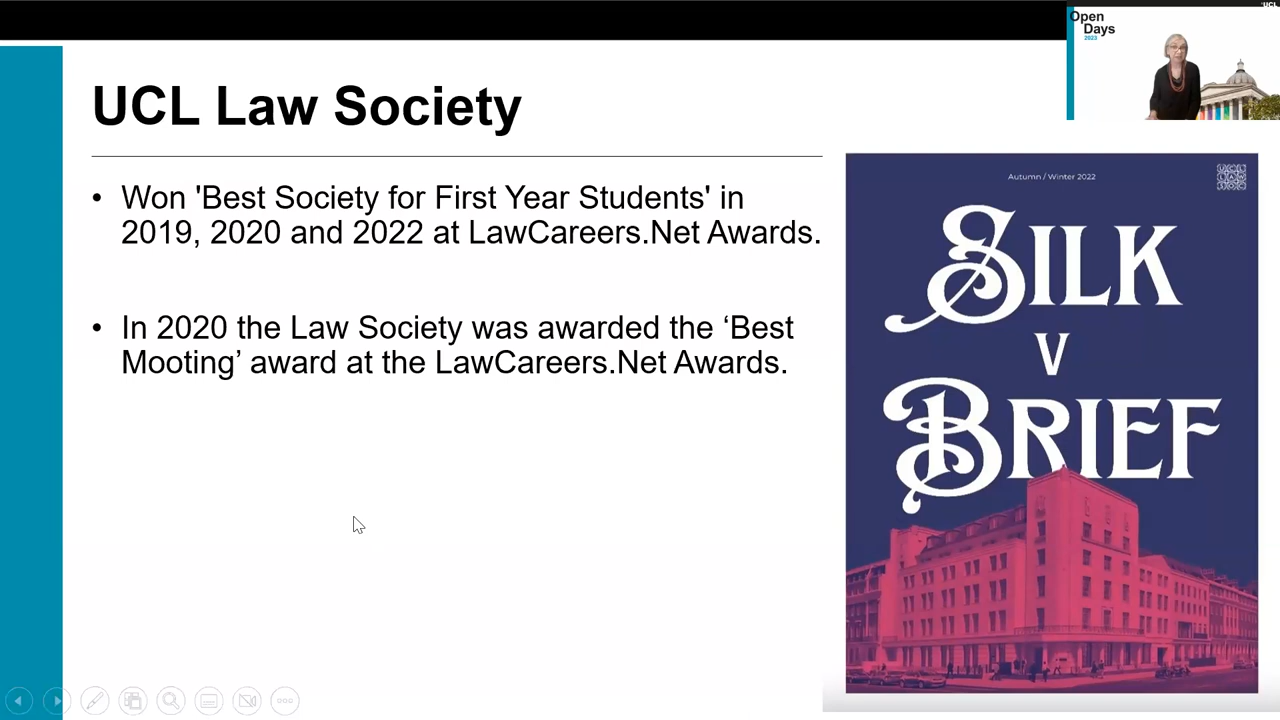 UCL
Open
Days
2023
UCL Law Society
• Won 'Best Society for First Year Students' in
2019, 2020 and 2022 at LawCareers.Net Awards.
• In 2020 the Law Society was awarded the ‘Best
Mooting’ award at the LawCareers.Net Awards.
Autumn / Winter 2022
SILK
V
BRIEF